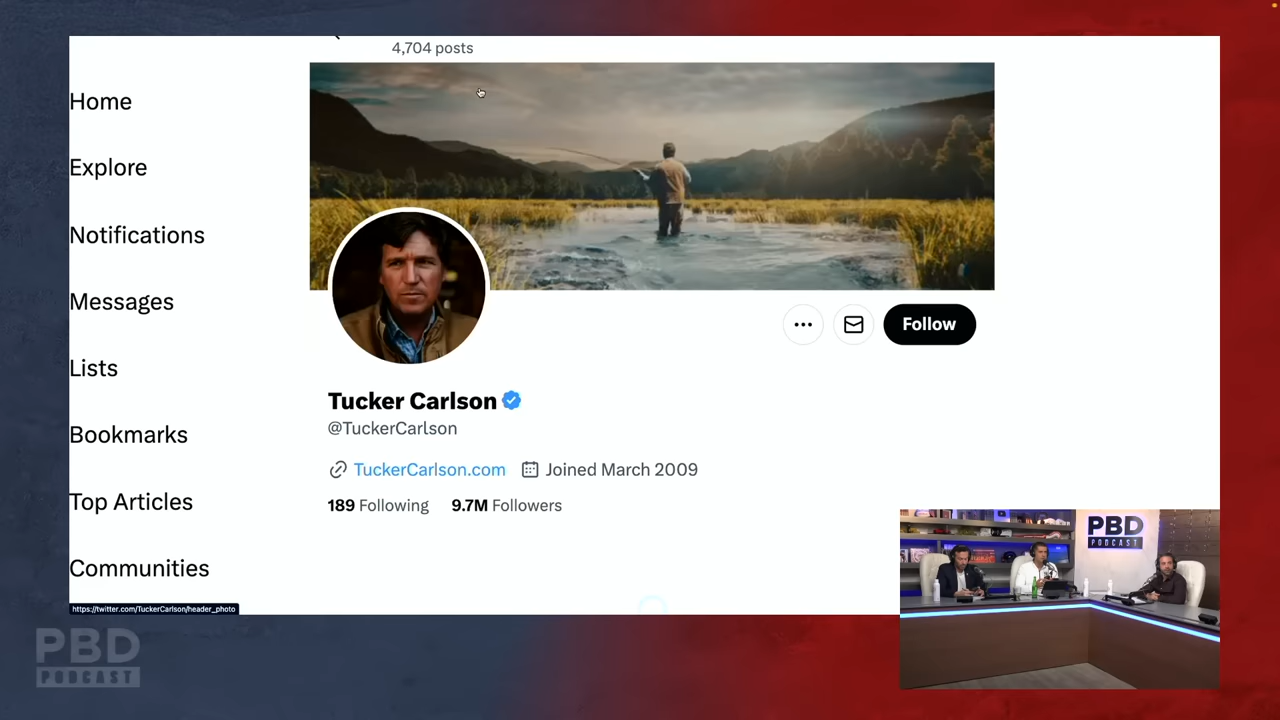 4,704 posts
Home
Explore
Notifications
Messages
Lists
Bookmarks
Top Articles
Communities
Follow
Tucker Carlson
@TuckerCarlson
TuckerCarlson.com Joined March 2009
189 Following 9.7M Followers
https://twitter.com/TuckerCarlson/header_photo
PBD
PODCAST
PBD
PODCAST